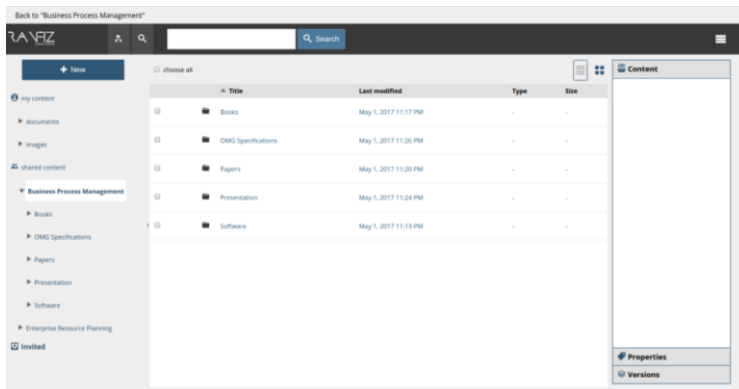 Back to "Business Process Management"
Search
New
choose all
Content
Title Last modified Type Size
my content
documents
images
shared content
Business Process Management
Books
OMG Specifications
Papers
Presentation
Software
Enterprise Resource Planning
Invited
Books May 1, 2017 11:17 PM - -
OMG Specifications May 1, 2017 11:26 PM - -
Papers May 1, 2017 11:20 PM - -
Presentation May 1, 2017 11:24 PM - -
Software May 1, 2017 11:13 PM - -
Properties
Versions